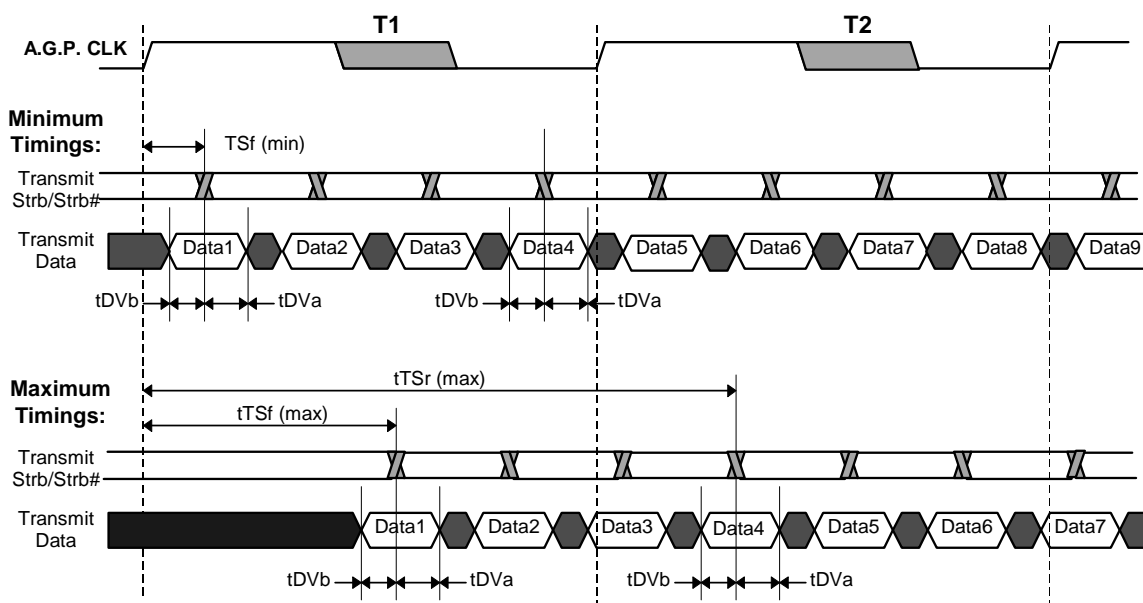 T1
T2
A.G.P. CLK
Minimum
Timings:
TSf (min)
Transmit
Strb/Strb#
Transmit
Data
Data1
Data2
Data3
Data4
Data5
Data6
Data7
Data8
Data9
tDVb
tDVa
tDVb
tDVa
Maximum
Timings:
tTSr (max)
tTSf (max)
Transmit
Strb/Strb#
Transmit
Data
Data1
Data2
Data3
Data4
Data5
Data6
Data7
tDVb
tDVa
tDVb
tDVa